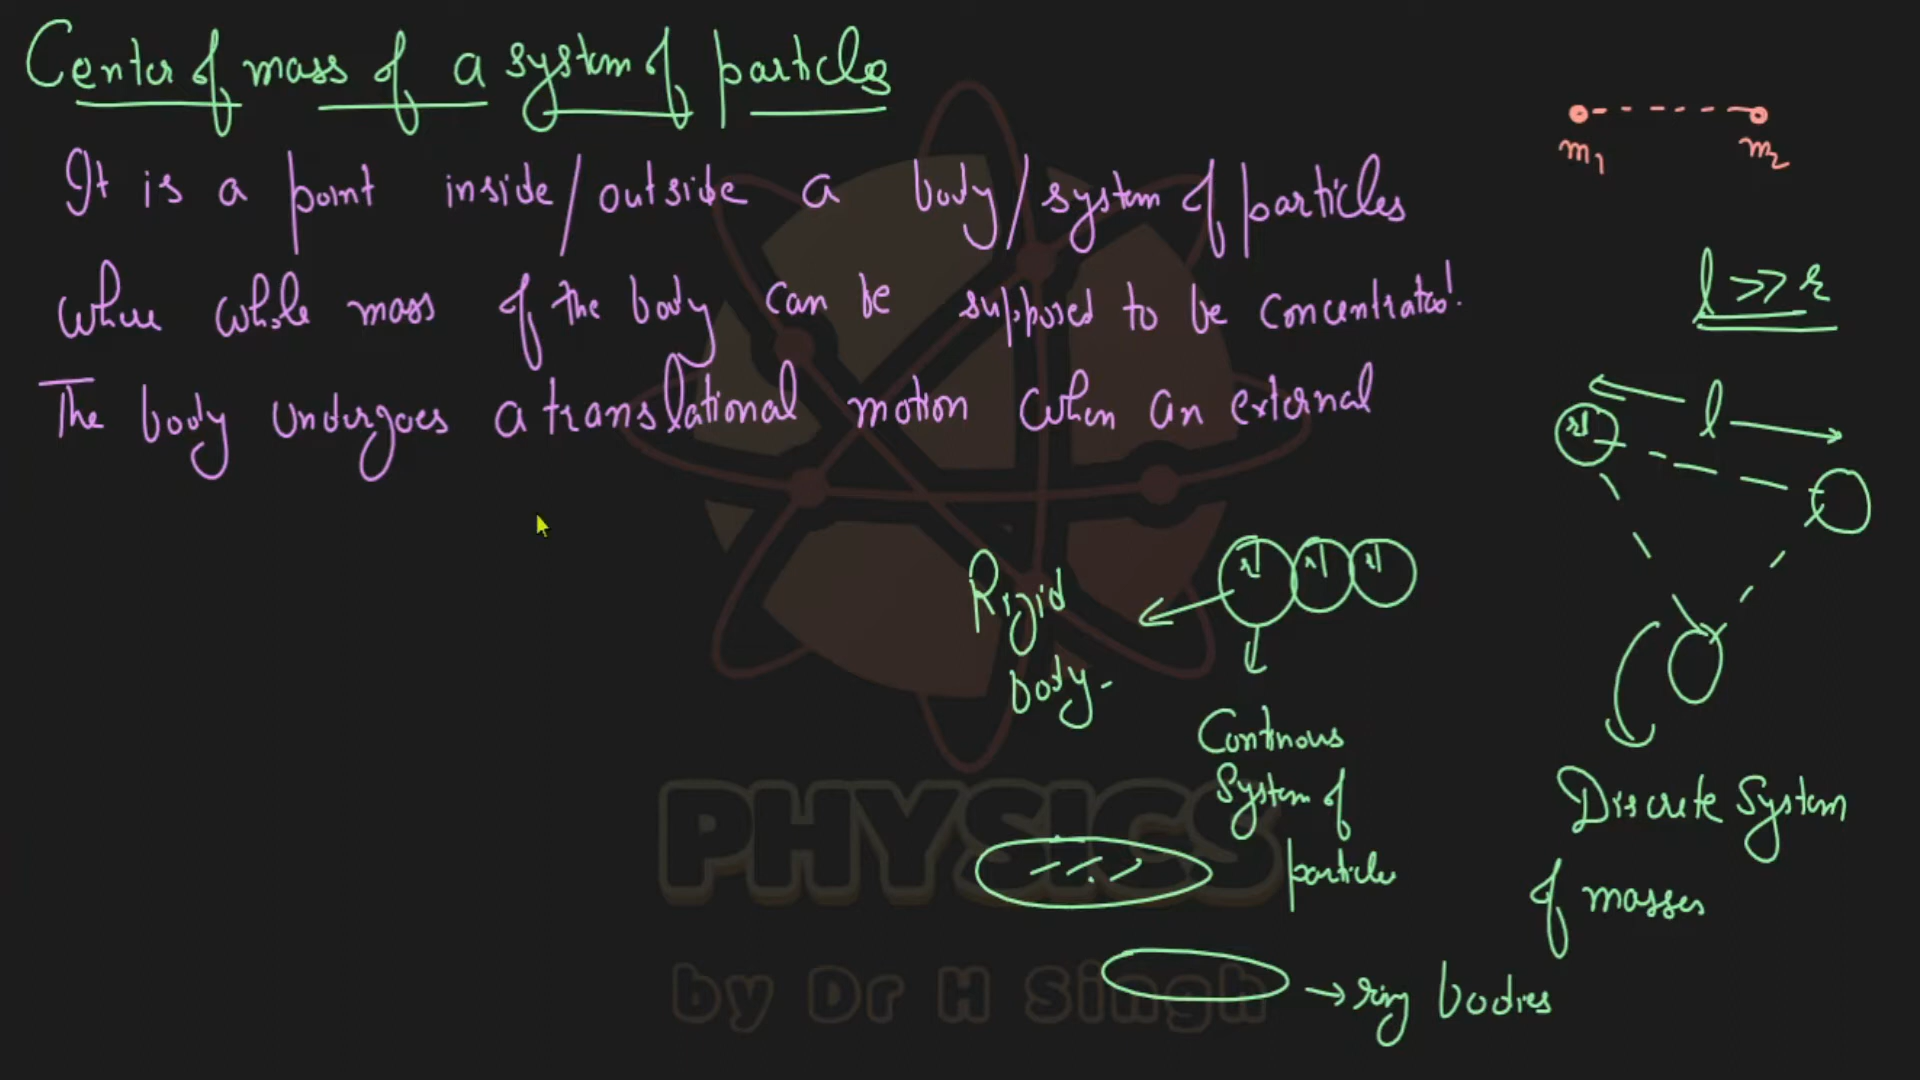 Center of mass of a system of particles
It is a point inside/outside a body/system of particles
where whole mass of the body can be supposed to be concentrated.
The body undergoes a translational motion when an external
m1 m2
l >> r
r l
r r r
Rigid
body-
Continous
System of
particles
Discrete System
of masses
→ ring bodies
PHYSICS
by Dr H Singh